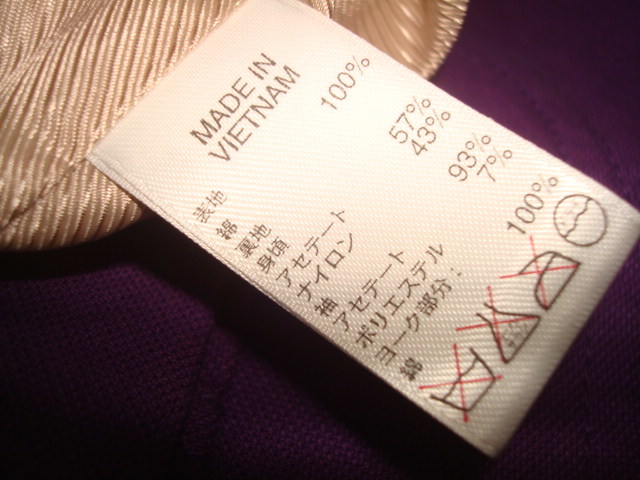 MADE IN
VIETNAM
表地
綿 100%
裏地
身頃
アセテート 57%
ナイロン 43%
袖
アセテート 93%
ポリエステル 7%
ヨーク部分:
綿 100%